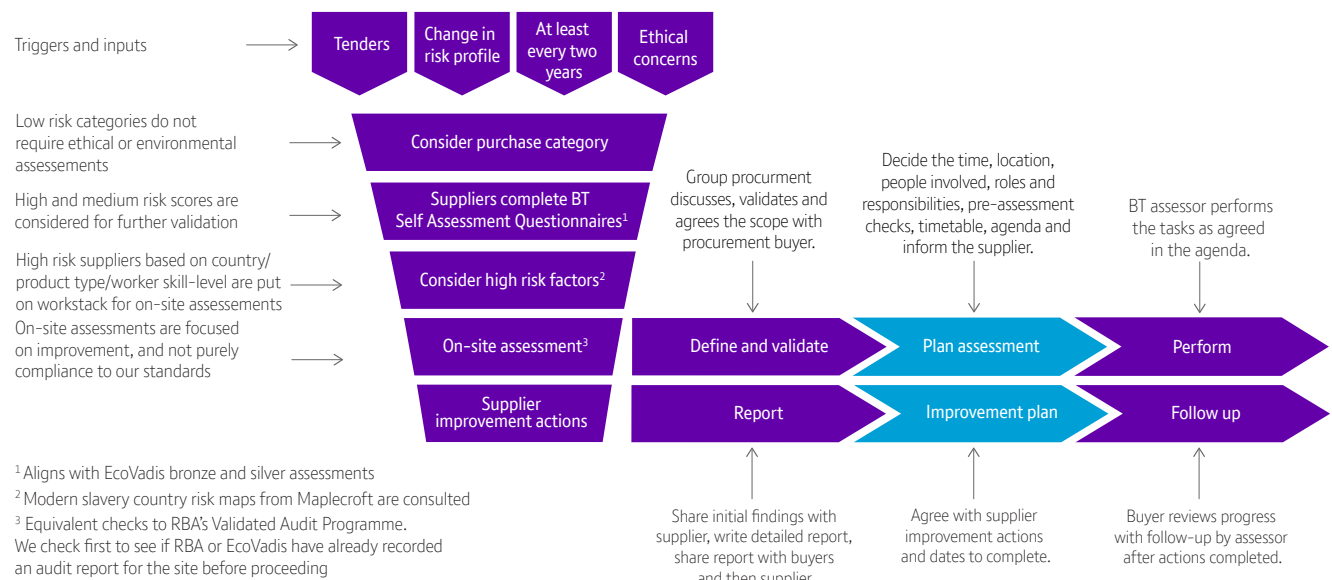 Triggers and inputs
Tenders
Change in
risk profile
At least
every two
years
Ethical
concerns
Low risk categories do not
require ethical or environmental
assessments
Consider purchase category
High and medium risk scores are
considered for further validation
Suppliers complete BT
Self Assessment Questionnaires¹
High risk suppliers based on country/
product type/worker skill-level are put
on workstack for on-site assessments
Consider high risk factors²
On-site assessments are focused
on improvement, and not purely
compliance to our standards
On-site assessment³
Supplier
improvement actions
Group procurment
discusses, validates and
agrees the scope with
procurement buyer.
Decide the time, location,
people involved, roles and
responsibilities, pre-assessment
checks, timetable, agenda and
inform the supplier.
BT assessor performs
the tasks as agreed
in the agenda.
Define and validate
Plan assessment
Perform
Report
Improvement plan
Follow up
Share initial findings with
supplier, write detailed report,
share report with buyers
and then supplier
Agree with supplier
improvement actions
and dates to complete.
Buyer reviews progress
with follow-up by assessor
after actions completed.
¹ Aligns with EcoVadis bronze and silver assessments
² Modern slavery country risk maps from Maplecroft are consulted
³ Equivalent checks to RBA's Validated Audit Programme.
We check first to see if RBA or EcoVadis have already recorded
an audit report for the site before proceeding